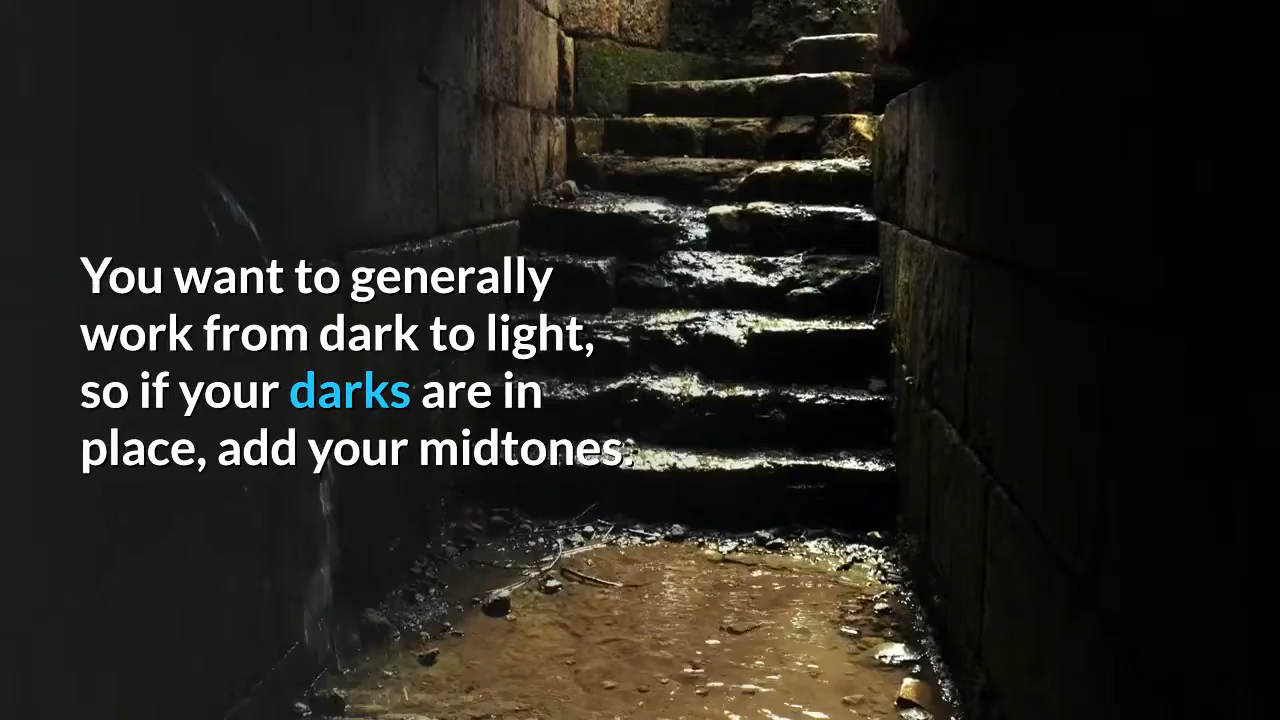 You want to generally
work from dark to light,
so if your darks are in
place, add your midtones.